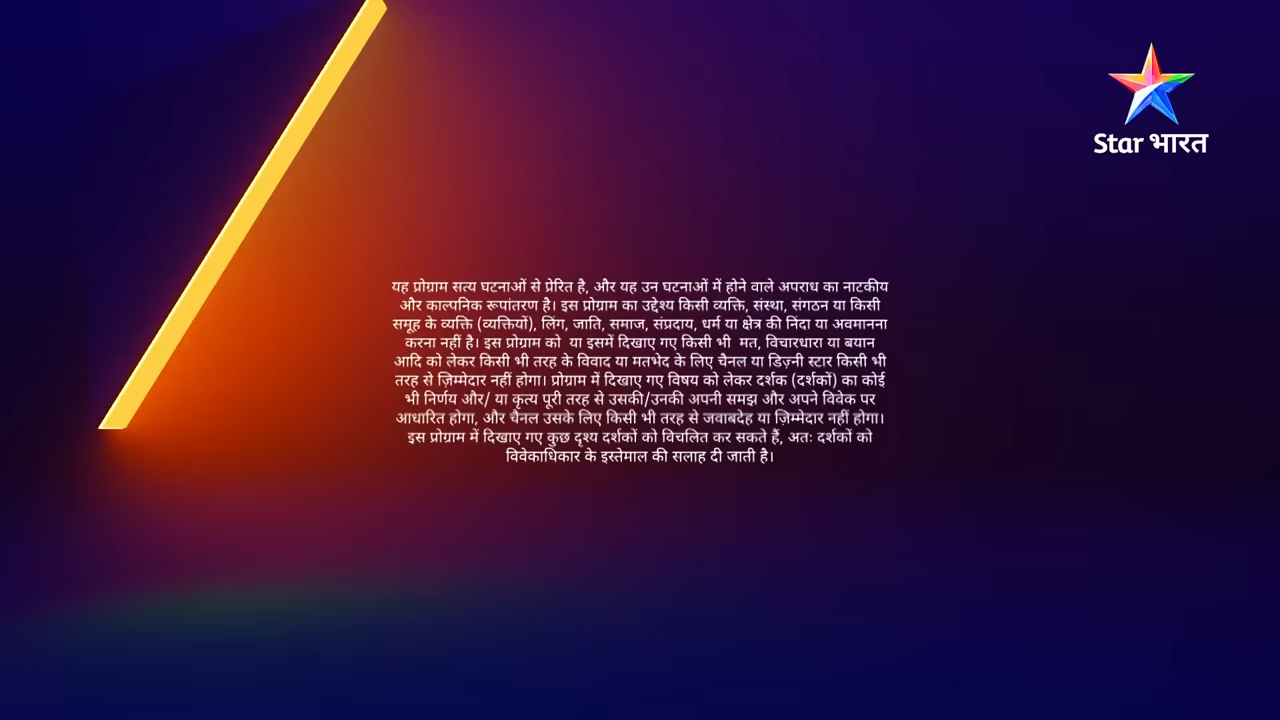 Star भारत
यह प्रोग्राम सत्य घटनाओं से प्रेरित है, और यह उन घटनाओं में होने वाले अपराध का नाटकीय
और काल्पनिक रूपांतरण है। इस प्रोग्राम का उद्देश्य किसी व्यक्ति, संस्था, संगठन या किसी
समूह के व्यक्ति (व्यक्तियों), लिंग, जाति, समाज, संप्रदाय, धर्म या क्षेत्र की निंदा या अवमानना
करना नहीं है। इस प्रोग्राम को  या इसमें दिखाए गए किसी भी  मत, विचारधारा या बयान
आदि को लेकर किसी भी तरह के विवाद या मतभेद के लिए चैनल या डिज़्नी स्टार किसी भी
तरह से ज़िम्मेदार नहीं होगा। प्रोग्राम में दिखाए गए विषय को लेकर दर्शक (दर्शकों) का कोई
भी निर्णय और/ या कृत्य पूरी तरह से उसकी/उनकी अपनी समझ और अपने विवेक पर
आधारित होगा, और चैनल उसके लिए किसी भी तरह से जवाबदेह या ज़िम्मेदार नहीं होगा।
इस प्रोग्राम में दिखाए गए कुछ दृश्य दर्शकों को विचलित कर सकते हैं, अतः दर्शकों को
विवेकाधिकार के इस्तेमाल की सलाह दी जाती है।